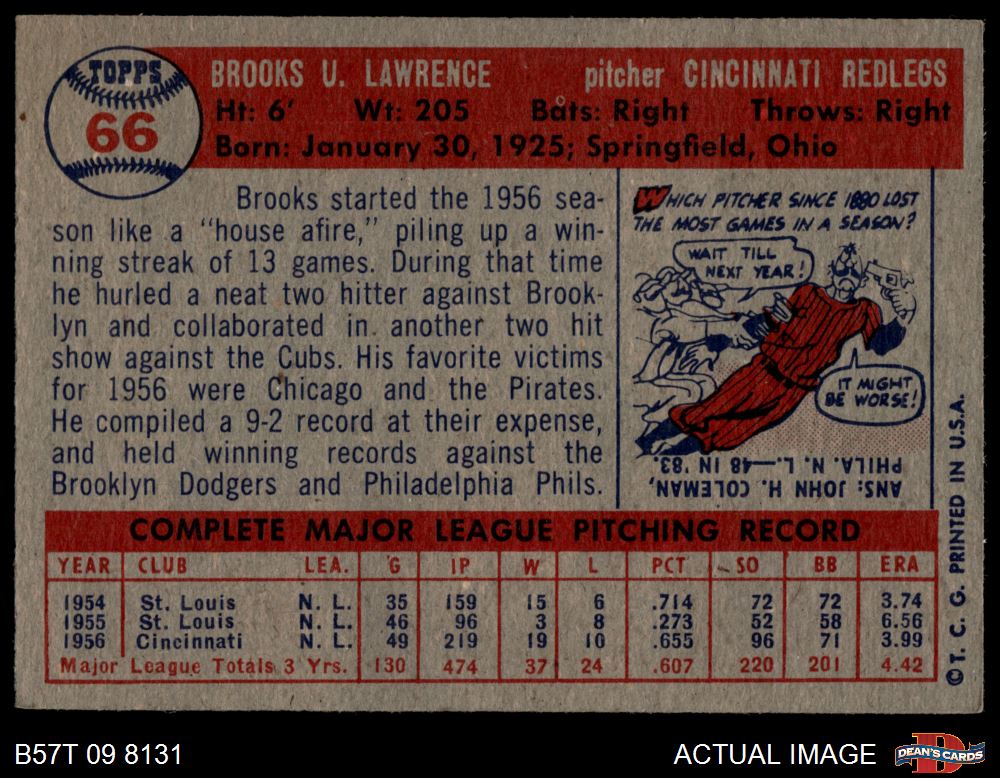 TOPPS
66
BROOKS U. LAWRENCE pitcher CINCINNATI REDLEGS
Ht: 6' Wt: 205 Bats: Right Throws: Right
Born: January 30, 1925; Springfield, Ohio
Brooks started the 1956 sea-
son like a "house afire," piling up a win-
ning streak of 13 games. During that time
he hurled a neat two hitter against Brook-
lyn and collaborated in another two hit
show against the Cubs. His favorite victims
for 1956 were Chicago and the Pirates.
He compiled a 9-2 record at their expense,
and held winning records against the
Brooklyn Dodgers and Philadelphia Phils.
WHICH PITCHER SINCE 1880 LOST
THE MOST GAMES IN A SEASON?
WAIT TILL
NEXT YEAR!
IT MIGHT
BE WORSE!
ANS: JOHN H. COLEMAN,
PHILA. N. L.—48 IN '83.
COMPLETE MAJOR LEAGUE PITCHING RECORD
YEAR CLUB LEA. G IP W L PCT SO BB ERA
1954 St. Louis N. L. 35 159 15 6 .714 72 72 3.74
1955 St. Louis N. L. 46 96 3 8 .273 52 58 6.56
1956 Cincinnati N. L. 49 219 19 10 .655 96 71 3.99
Major League Totals 3 Yrs. 130 474 37 24 .607 220 201 4.42
© T. C. G. PRINTED IN U.S.A.
B57T 09 8131 ACTUAL IMAGE
DEAN'S CARDS